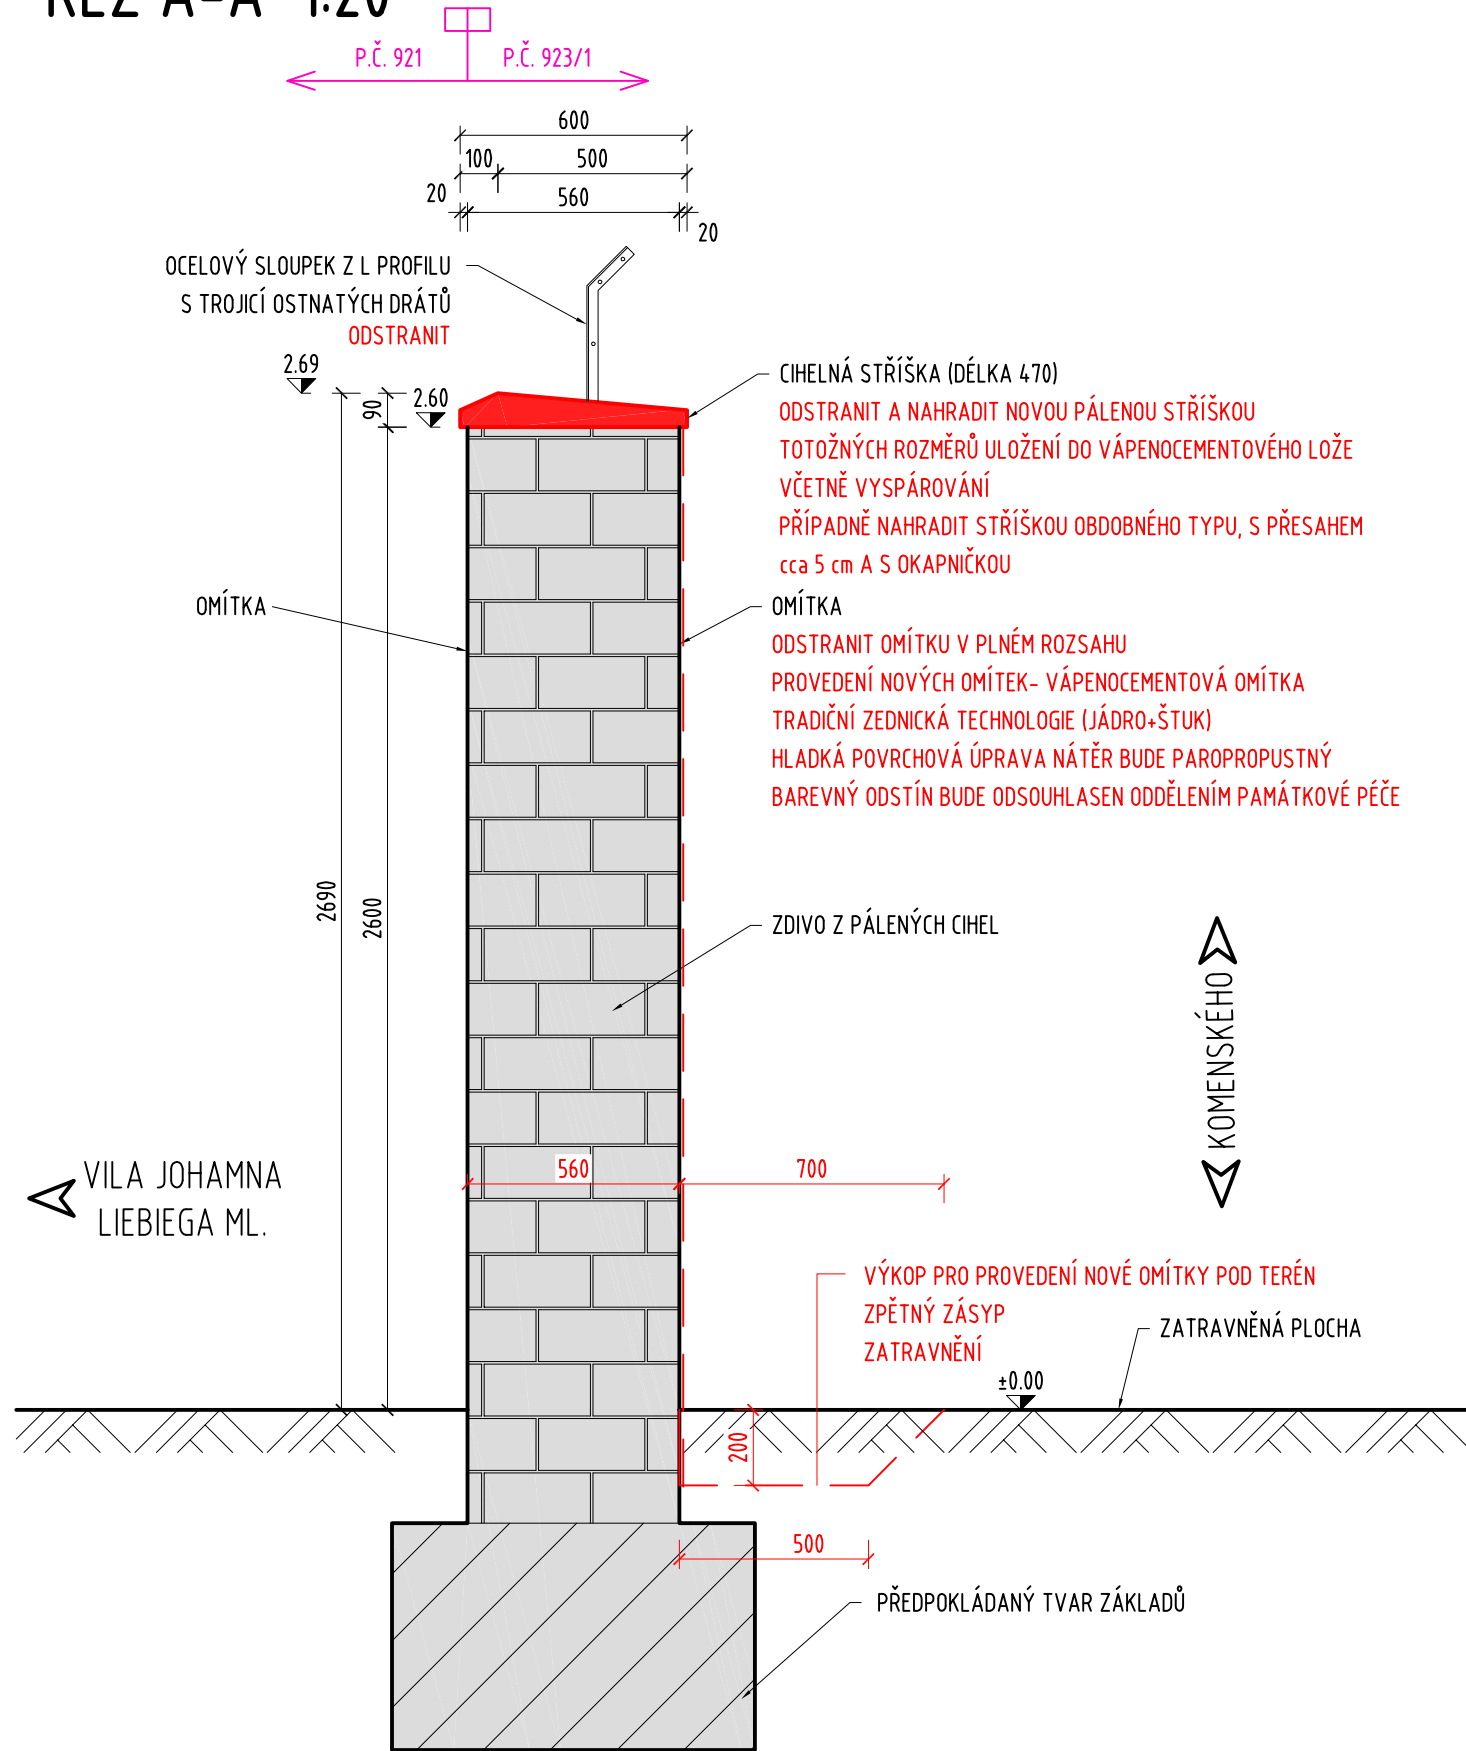 ŘEZ A-A 1:20
P.Č. 921
P.Č. 923/1
600
100
500
20
560
20
OCELOVÝ SLOUPEK Z L PROFILU
S TROJICÍ OSTNATÝCH DRÁTŮ
ODSTRANIT
2.69
90
2.60
CIHELNÁ STŘÍŠKA (DÉLKA 470)
ODSTRANIT A NAHRADIT NOVOU PÁLENOU STŘÍŠKOU
TOTOŽNÝCH ROZMĚRŮ ULOŽENÍ DO VÁPENOCEMENTOVÉHO LOŽE
VČETNĚ VYSPÁROVÁNÍ
PŘÍPADNĚ NAHRADIT STŘÍŠKOU OBDOBNÉHO TYPU, S PŘESAHEM
cca 5 cm A S OKAPNIČKOU
OMÍTKA
OMÍTKA
ODSTRANIT OMÍTKU V PLNÉM ROZSAHU
PROVEDENÍ NOVÝCH OMÍTEK- VÁPENOCEMENTOVÁ OMÍTKA
TRADIČNÍ ZEDNICKÁ TECHNOLOGIE (JÁDRO+ŠTUK)
HLADKÁ POVRCHOVÁ ÚPRAVA NÁTĚR BUDE PAROPROPUSTNÝ
BAREVNÝ ODSTÍN BUDE ODSOUHLASEN ODDĚLENÍM PAMÁTKOVÉ PÉČE
2690
2600
ZDIVO Z PÁLENÝCH CIHEL
KOMENSKÉHO
VILA JOHAMNA
LIEBIEGA ML.
560
700
VÝKOP PRO PROVEDENÍ NOVÉ OMÍTKY POD TERÉN
ZPĚTNÝ ZÁSYP
ZATRAVNĚNÍ
ZATRAVNĚNÁ PLOCHA
±0.00
200
500
PŘEDPOKLÁDANÝ TVAR ZÁKLADŮ